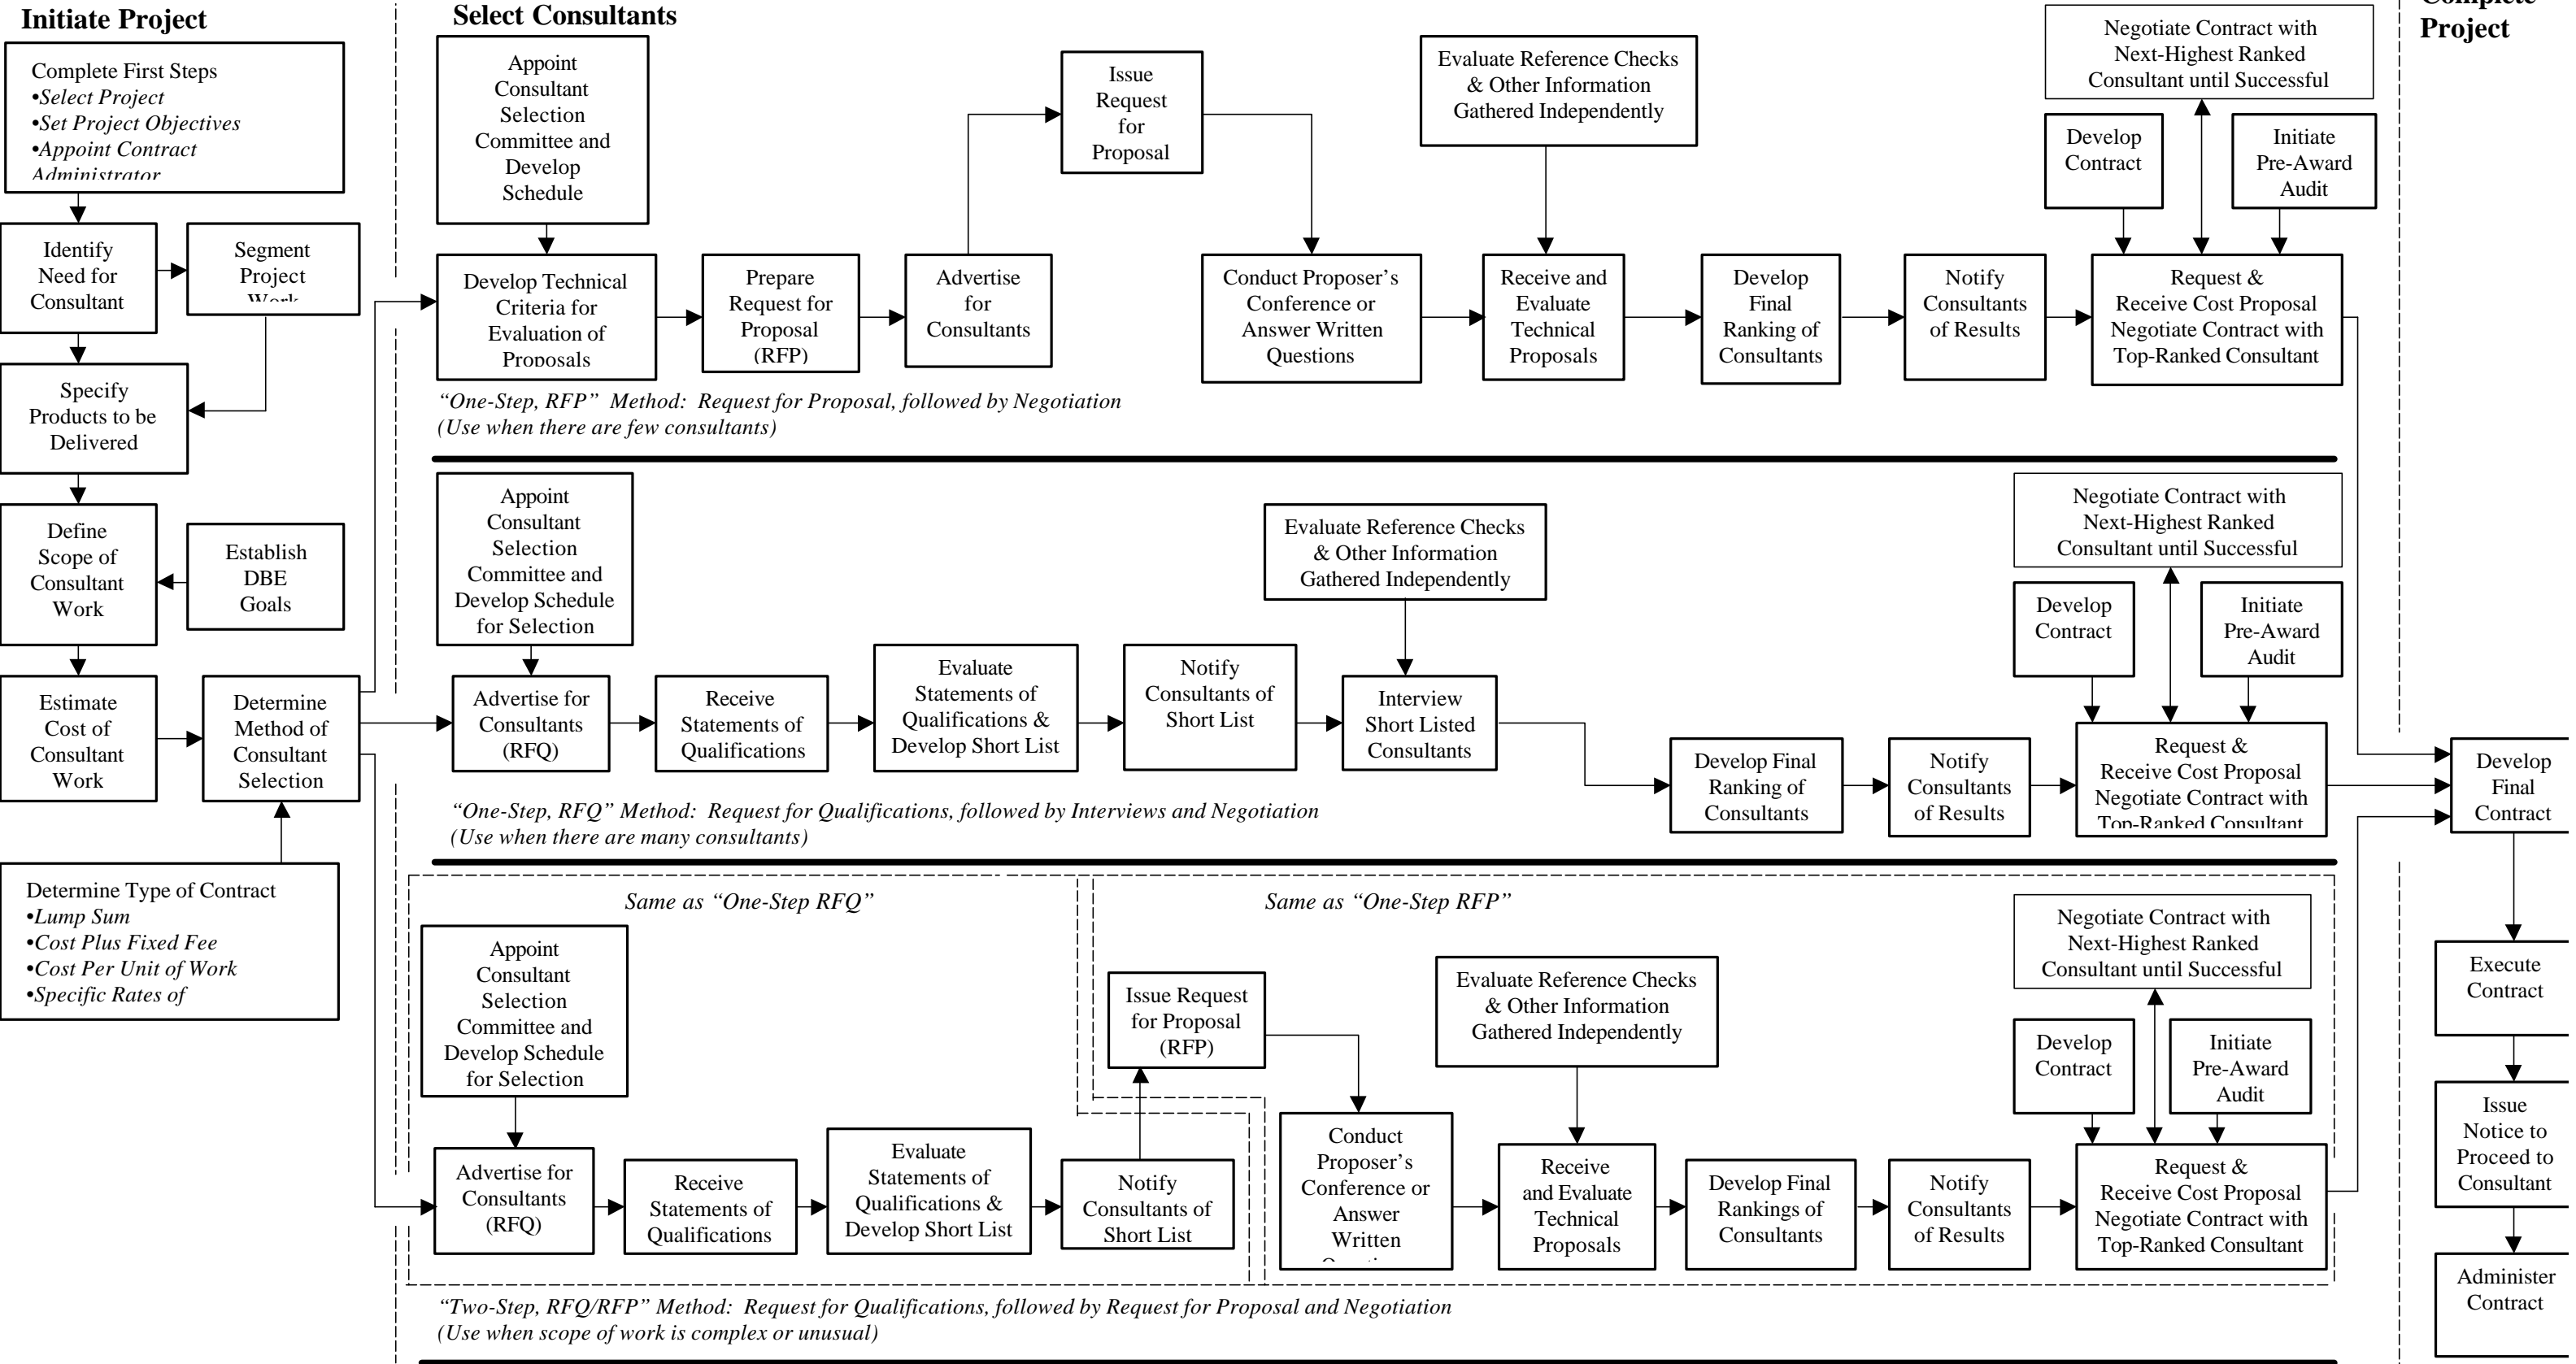 Initiate Project
Complete First Steps
•Select Project
•Set Project Objectives
•Appoint Contract
Administrator
Identify
Need for
Consultant
Segment
Project
Work
Specify
Products to be
Delivered
Define
Scope of
Consultant
Work
Establish
DBE
Goals
Estimate
Cost of
Consultant
Work
Determine
Method of
Consultant
Selection
Determine Type of Contract
•Lump Sum
•Cost Plus Fixed Fee
•Cost Per Unit of Work
•Specific Rates of
Select Consultants
Appoint
Consultant
Selection
Committee and
Develop
Schedule
Develop Technical
Criteria for
Evaluation of
Proposals
Prepare
Request for
Proposal
(RFP)
Advertise
for
Consultants
Issue
Request
for
Proposal
Conduct Proposer’s
Conference or
Answer Written
Questions
Evaluate Reference Checks
& Other Information
Gathered Independently
Receive and
Evaluate
Technical
Proposals
Develop
Final
Ranking of
Consultants
Notify
Consultants
of Results
Negotiate Contract with
Next-Highest Ranked
Consultant until Successful
Develop
Contract
Initiate
Pre-Award
Audit
Request &
Receive Cost Proposal
Negotiate Contract with
Top-Ranked Consultant
“One-Step, RFP” Method: Request for Proposal, followed by Negotiation
(Use when there are few consultants)
Appoint
Consultant
Selection
Committee and
Develop Schedule
for Selection
Advertise for
Consultants
(RFQ)
Receive
Statements of
Qualifications
Evaluate
Statements of
Qualifications &
Develop Short List
Notify
Consultants of
Short List
Evaluate Reference Checks
& Other Information
Gathered Independently
Interview
Short Listed
Consultants
Develop Final
Ranking of
Consultants
Notify
Consultants
of Results
Negotiate Contract with
Next-Highest Ranked
Consultant until Successful
Develop
Contract
Initiate
Pre-Award
Audit
Request &
Receive Cost Proposal
Negotiate Contract with
Top-Ranked Consultant
“One-Step, RFQ” Method: Request for Qualifications, followed by Interviews and Negotiation
(Use when there are many consultants)
Same as “One-Step RFQ”
Appoint
Consultant
Selection
Committee and
Develop Schedule
for Selection
Advertise for
Consultants
(RFQ)
Receive
Statements of
Qualifications
Evaluate
Statements of
Qualifications &
Develop Short List
Notify
Consultants of
Short List
Same as “One-Step RFP”
Issue Request
for Proposal
(RFP)
Conduct
Proposer’s
Conference or
Answer
Written
Evaluate Reference Checks
& Other Information
Gathered Independently
Receive
and Evaluate
Technical
Proposals
Develop Final
Rankings of
Consultants
Notify
Consultants
of Results
Negotiate Contract with
Next-Highest Ranked
Consultant until Successful
Develop
Contract
Initiate
Pre-Award
Audit
Request &
Receive Cost Proposal
Negotiate Contract with
Top-Ranked Consultant
“Two-Step, RFQ/RFP” Method: Request for Qualifications, followed by Request for Proposal and Negotiation
(Use when scope of work is complex or unusual)
Complete
Project
Develop
Final
Contract
Execute
Contract
Issue
Notice to
Proceed to
Consultant
Administer
Contract